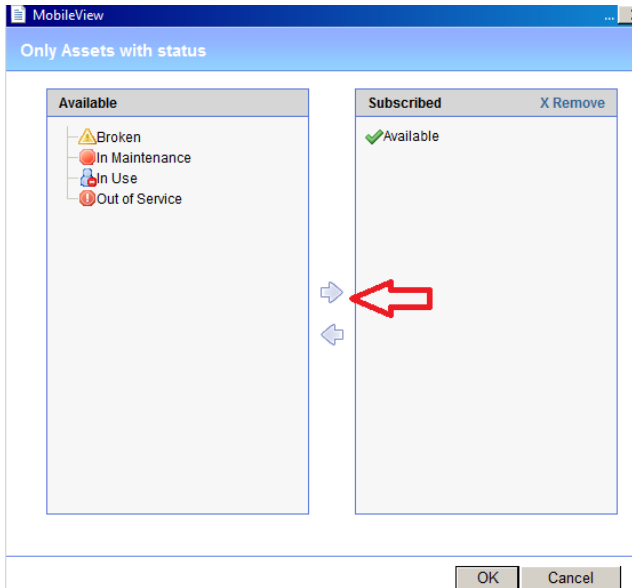 MobileView
...
Only Assets with status
Available
Subscribed X Remove
Broken
In Maintenance
In Use
Out of Service
Available
OK Cancel